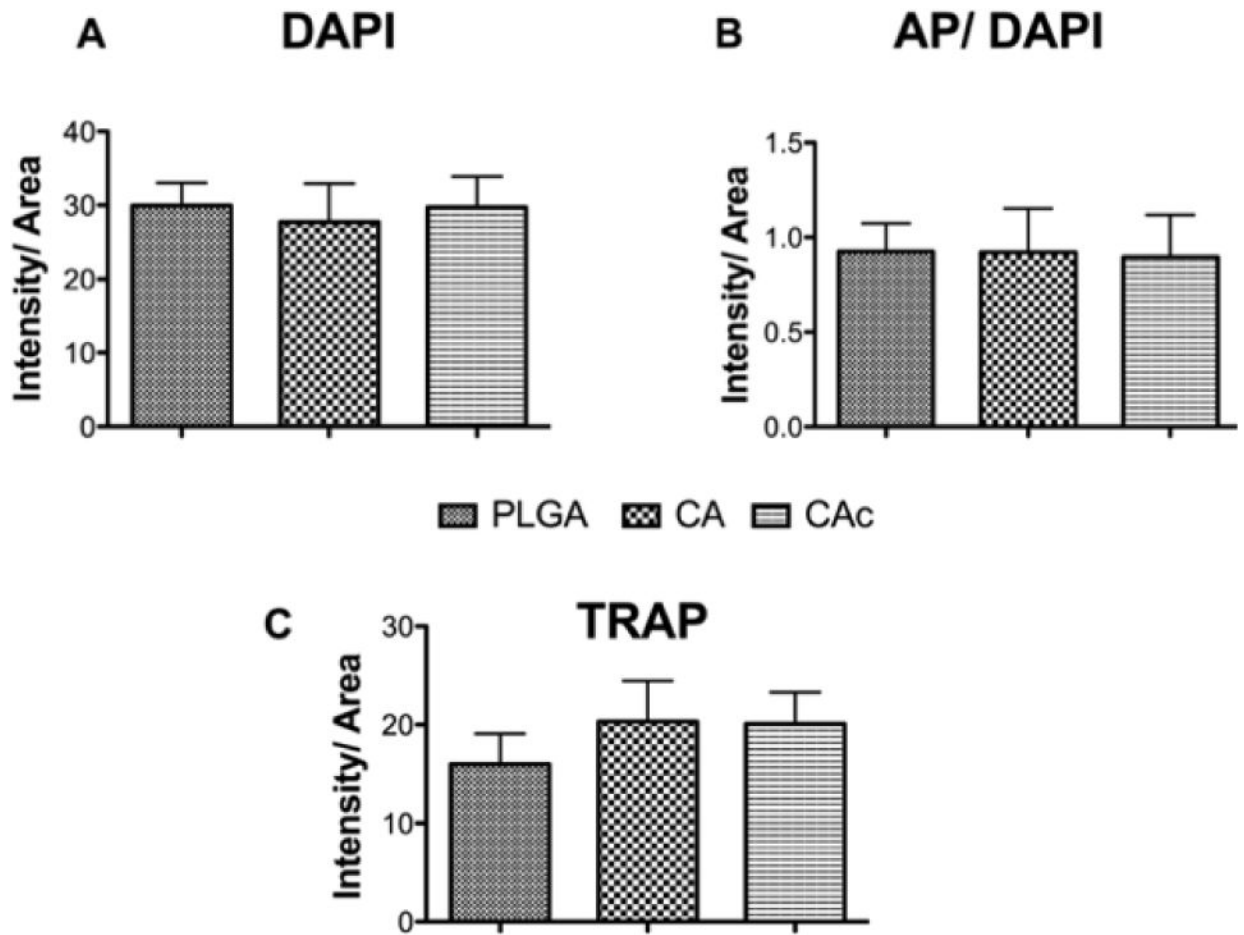 A DAPI
Intensity/ Area
40
30
20
10
0
B AP/ DAPI
Intensity/ Area
1.5
1.0
0.5
0.0
PLGA CA CAc
C TRAP
Intensity/ Area
30
20
10
0